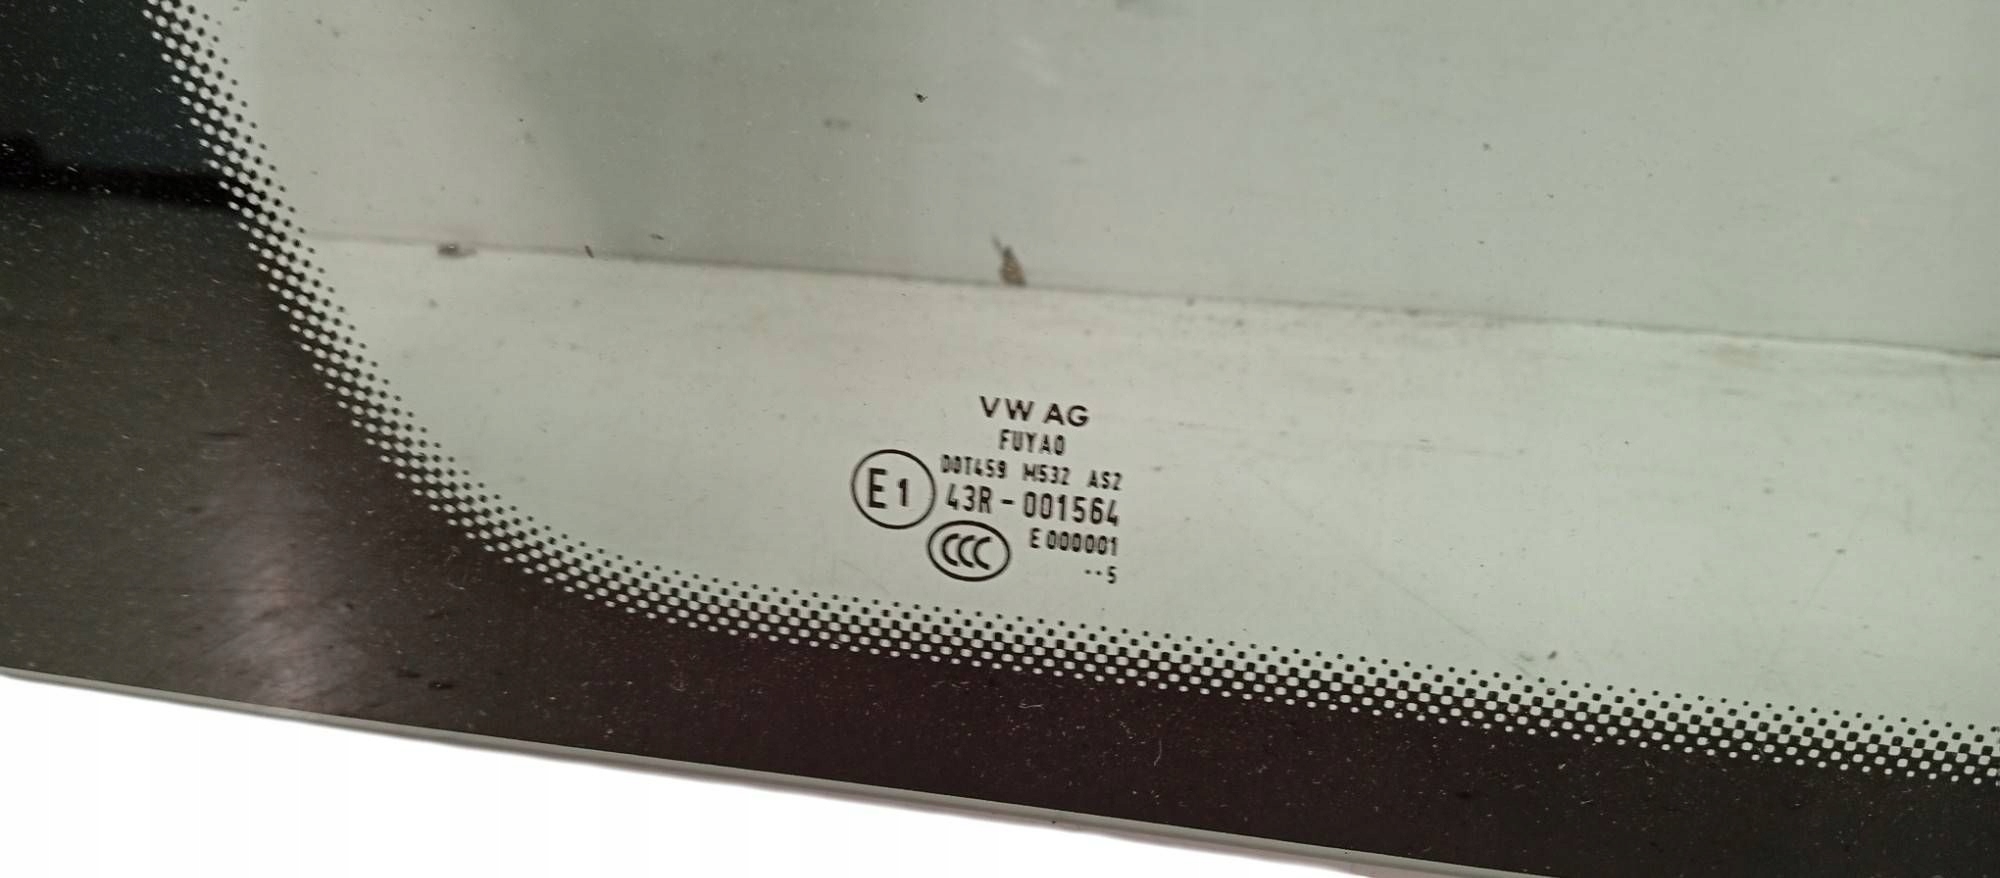 VW AG
FUYAO
DOT459 M532 AS2
E1 43R-001564
CCC E000001
··5